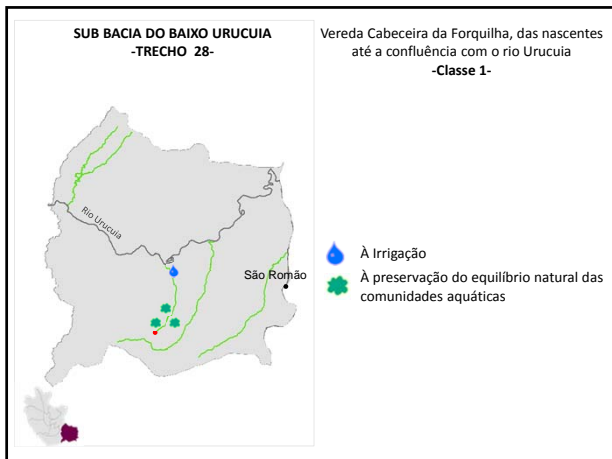 SUB BACIA DO BAIXO URUCUIA
-TRECHO 28-
Vereda Cabeceira da Forquilha, das nascentes
até a confluência com o rio Urucuia
-Classe 1-
Rio Urucuia
São Romão
À Irrigação
À preservação do equilíbrio natural das
comunidades aquáticas